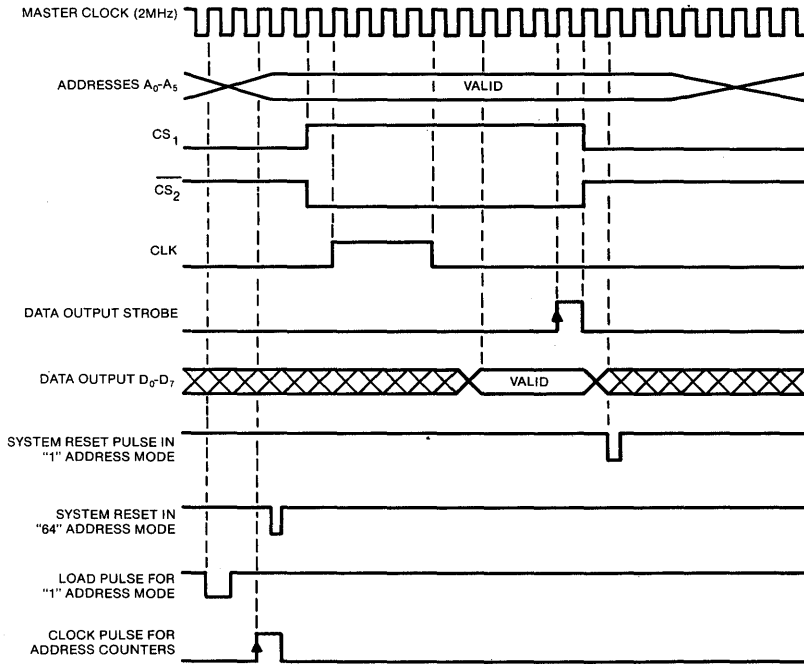 MASTER CLOCK (2MHz)
ADDRESSES A₀-A₅
VALID
CS₁
C̅S̅₂
CLK
DATA OUTPUT STROBE
DATA OUTPUT D₀-D₇
VALID
SYSTEM RESET PULSE IN
"1" ADDRESS MODE
SYSTEM RESET IN
"64" ADDRESS MODE
LOAD PULSE FOR
"1" ADDRESS MODE
CLOCK PULSE FOR
ADDRESS COUNTERS